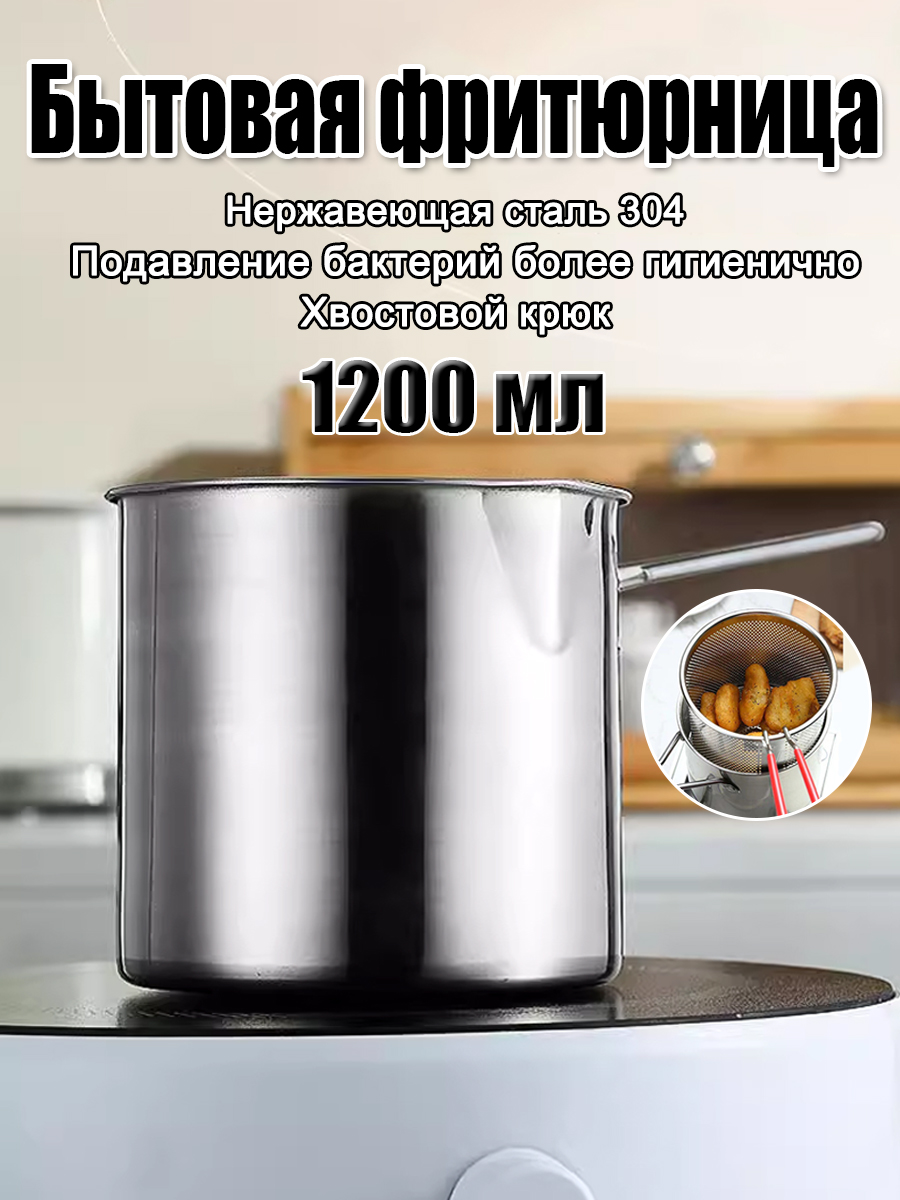 Бытовая фритюрница
Нержавеющая сталь 304
Подавление бактерий более гигиенично
Хвостовой крюк
1200 мл